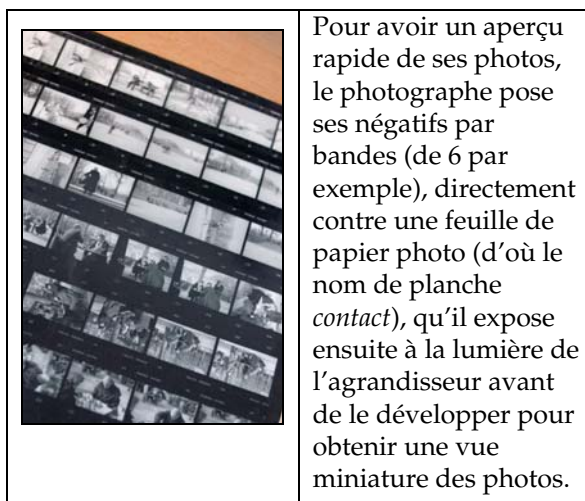 Pour avoir un aperçu
rapide de ses photos,
le photographe pose
ses négatifs par
bandes (de 6 par
exemple), directement
contre une feuille de
papier photo (d’où le
nom de planche
contact), qu’il expose
ensuite à la lumière de
l’agrandisseur avant
de le développer pour
obtenir une vue
miniature des photos.